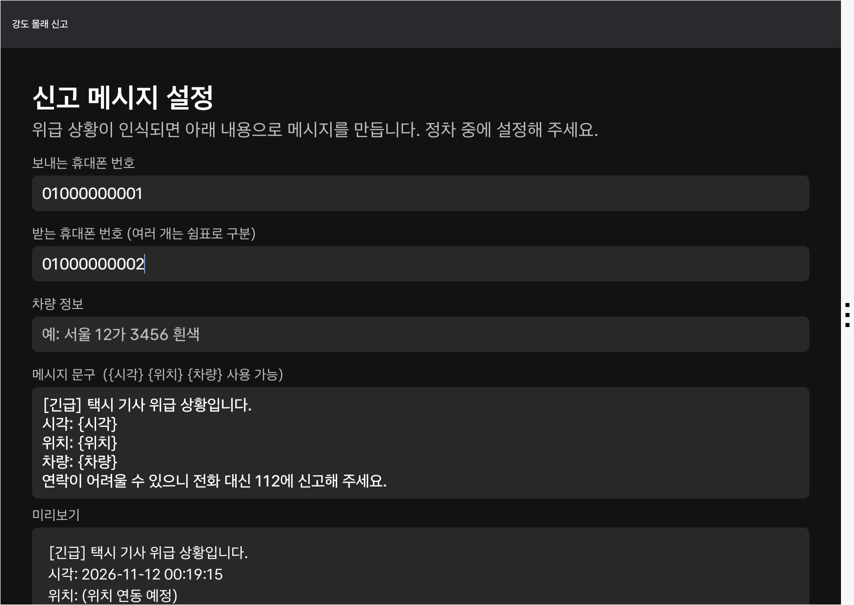 강도 몰래 신고
신고 메시지 설정
위급 상황이 인식되면 아래 내용으로 메시지를 만듭니다. 정차 중에 설정해 주세요.
보내는 휴대폰 번호
01000000001
받는 휴대폰 번호 (여러 개는 쉼표로 구분)
01000000002
차량 정보
예: 서울 12가 3456 흰색
메시지 문구 ({시각} {위치} {차량} 사용 가능)
[긴급] 택시 기사 위급 상황입니다.
시각: {시각}
위치: {위치}
차량: {차량}
연락이 어려울 수 있으니 전화 대신 112에 신고해 주세요.
미리보기
[긴급] 택시 기사 위급 상황입니다.
시각: 2026-11-12 00:19:15
위치: (위치 연동 예정)